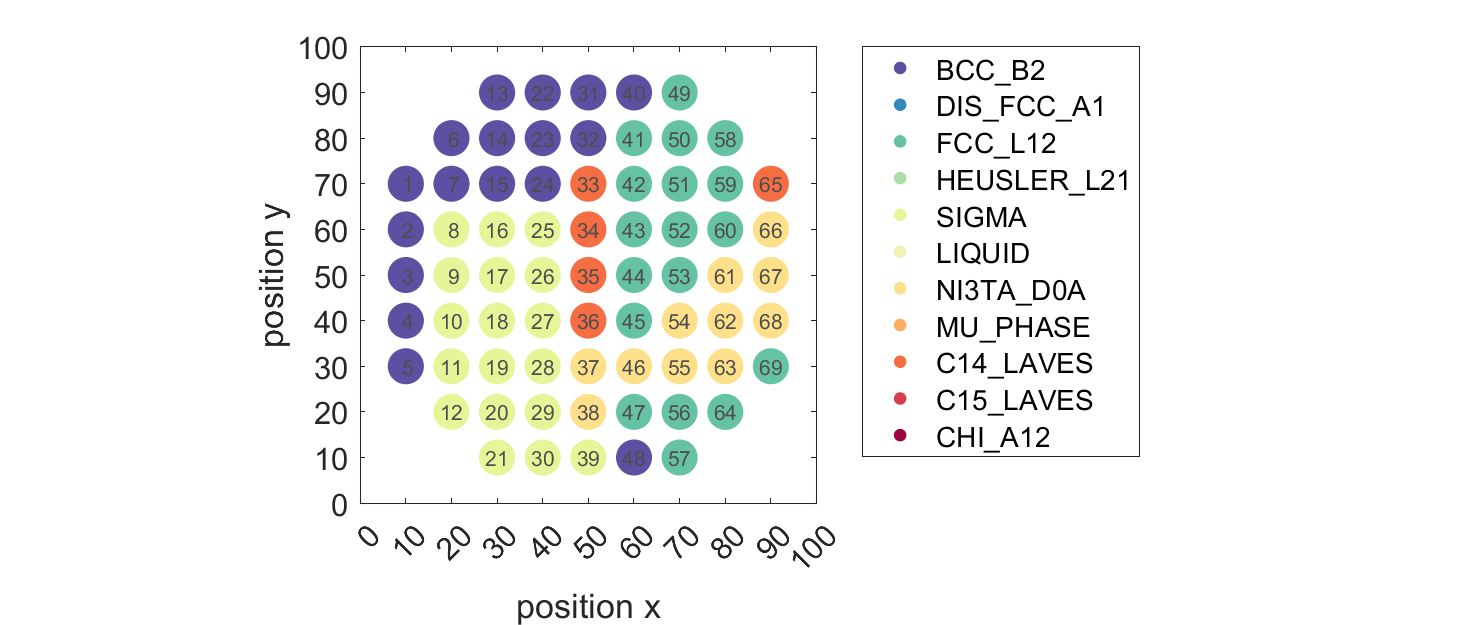 100
90
80
70
60
50
40
30
20
10
0
position y
13 22 31 40 49
6 14 23 32 41 50 58
1 7 15 24 33 42 51 59 65
2 8 16 25 34 43 52 60 66
3 9 17 26 35 44 53 61 67
4 10 18 27 36 45 54 62 68
5 11 19 28 37 46 55 63 69
12 20 29 38 47 56 64
21 30 39 48 57
0 10 20 30 40 50 60 70 80 90 100
position x
BCC_B2
DIS_FCC_A1
FCC_L12
HEUSLER_L21
SIGMA
LIQUID
NI3TA_D0A
MU_PHASE
C14_LAVES
C15_LAVES
CHI_A12